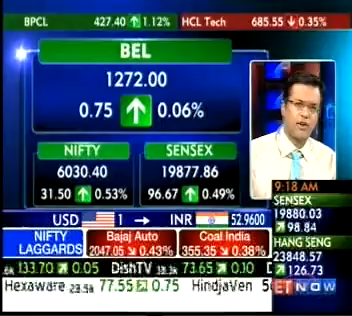 BPCL 427.40 1.12% HCL Tech 685.55 0.35%
BEL
1272.00
0.75 0.06%
NIFTY
6030.40
31.50 0.53%
SENSEX
19877.86
96.67 0.49%
9:18 AM
SENSEX
19880.03
98.84
HANG SENG
23848.57
126.73
USD 1 → INR 52.9600
NIFTY LAGGARDS
Bajaj Auto
2047.05 0.43%
Coal India
355.35 0.38%
133.70 0.05 DishTV 73.65 0.10
Hexaware 77.55 0.75 HindjaVen
ET NOW